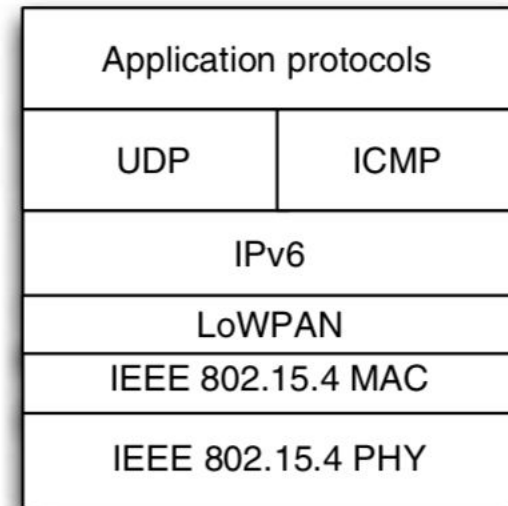 Application protocols
UDP ICMP
IPv6
LoWPAN
IEEE 802.15.4 MAC
IEEE 802.15.4 PHY